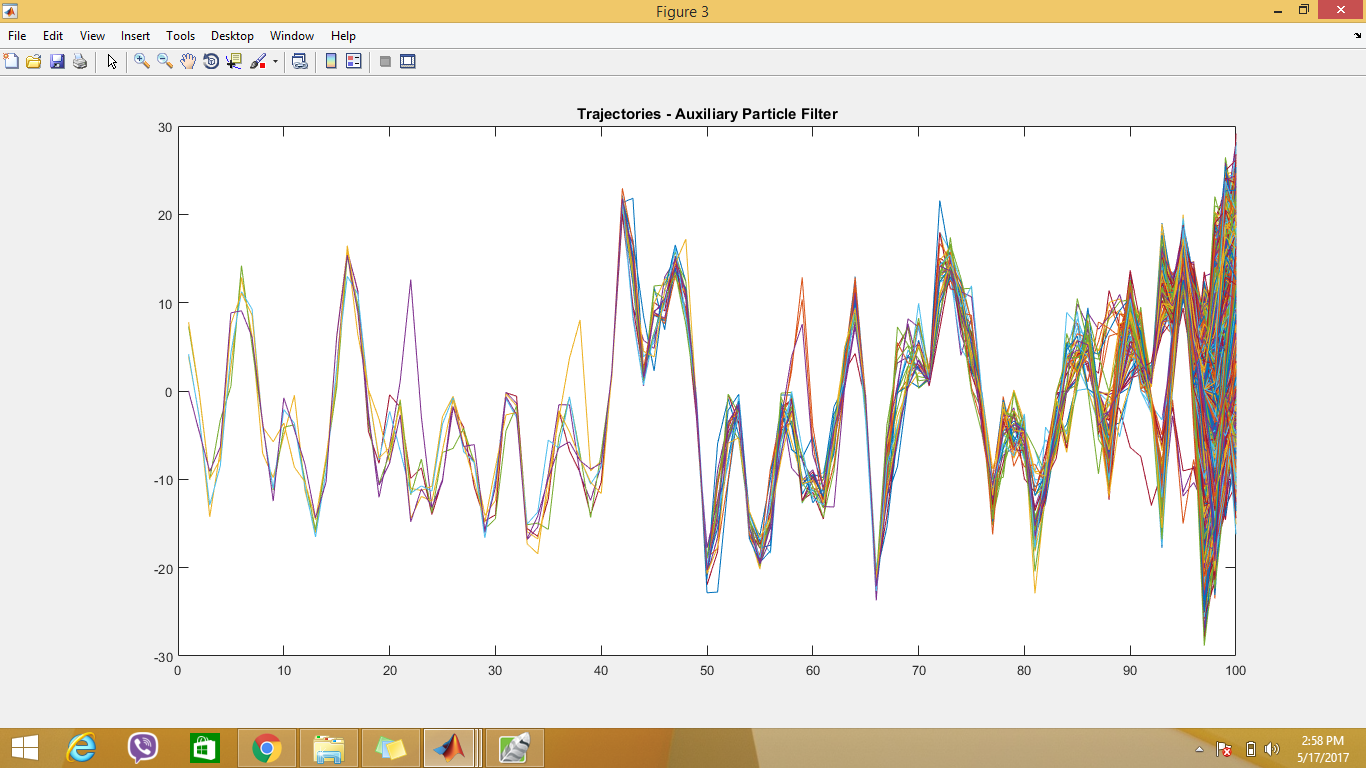 Figure 3
File Edit View Insert Tools Desktop Window Help
Trajectories - Auxiliary Particle Filter
30
20
10
0
-10
-20
-30
0 10 20 30 40 50 60 70 80 90 100
2:58 PM
5/17/2017